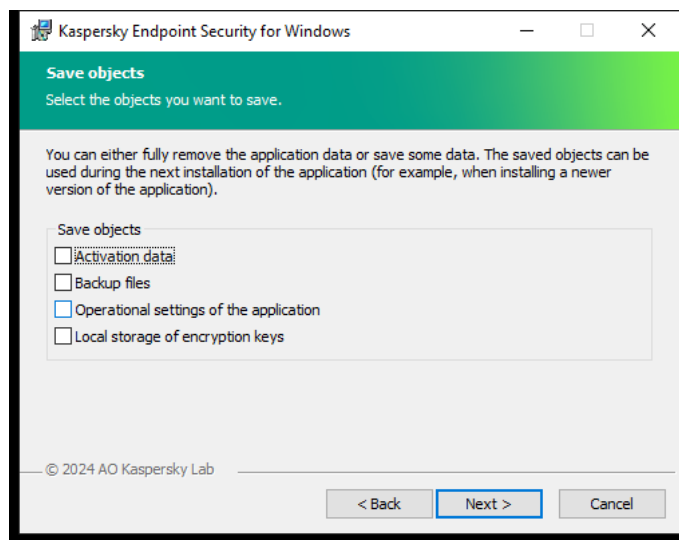 Kaspersky Endpoint Security for Windows
Save objects
Select the objects you want to save.
You can either fully remove the application data or save some data. The saved objects can be
used during the next installation of the application (for example, when installing a newer
version of the application).
Save objects
Activation data
Backup files
Operational settings of the application
Local storage of encryption keys
© 2024 AO Kaspersky Lab
< Back Next > Cancel